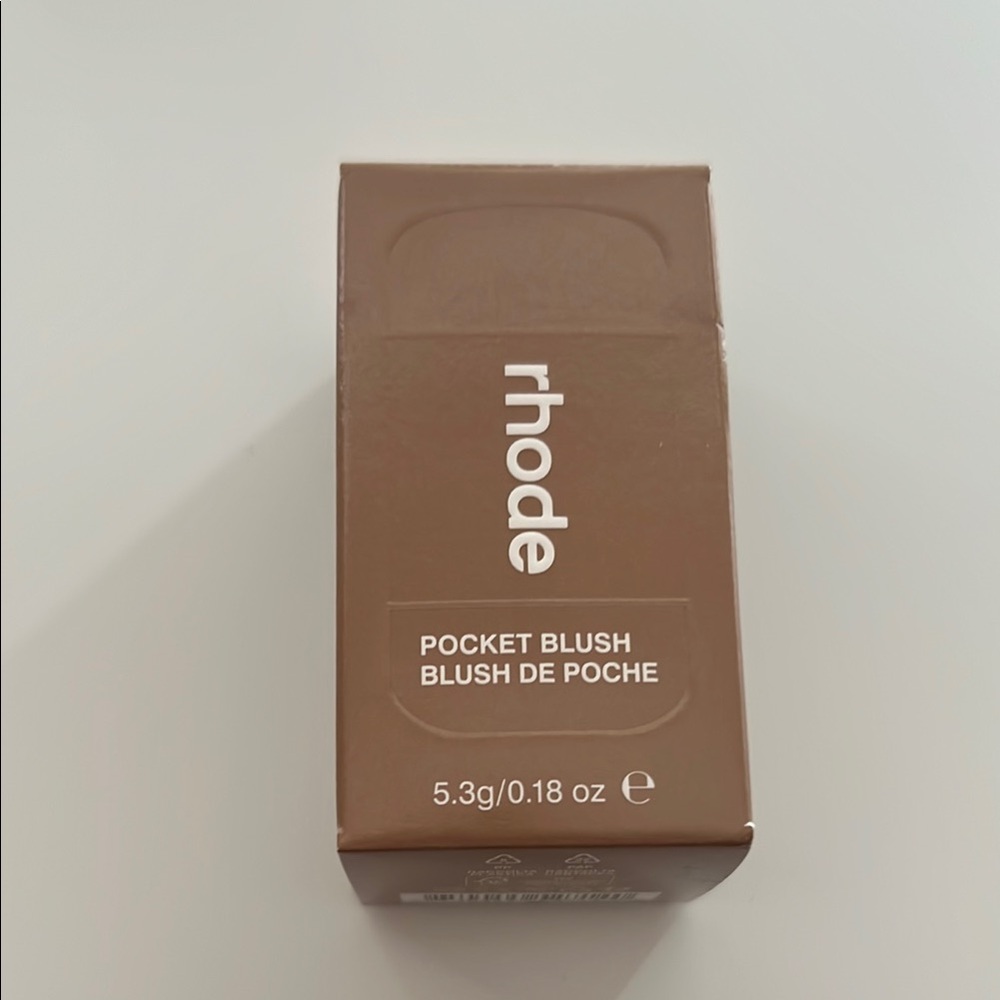 rhode
POCKET BLUSH
BLUSH DE POCHE
5.3g/0.18 oz ℮